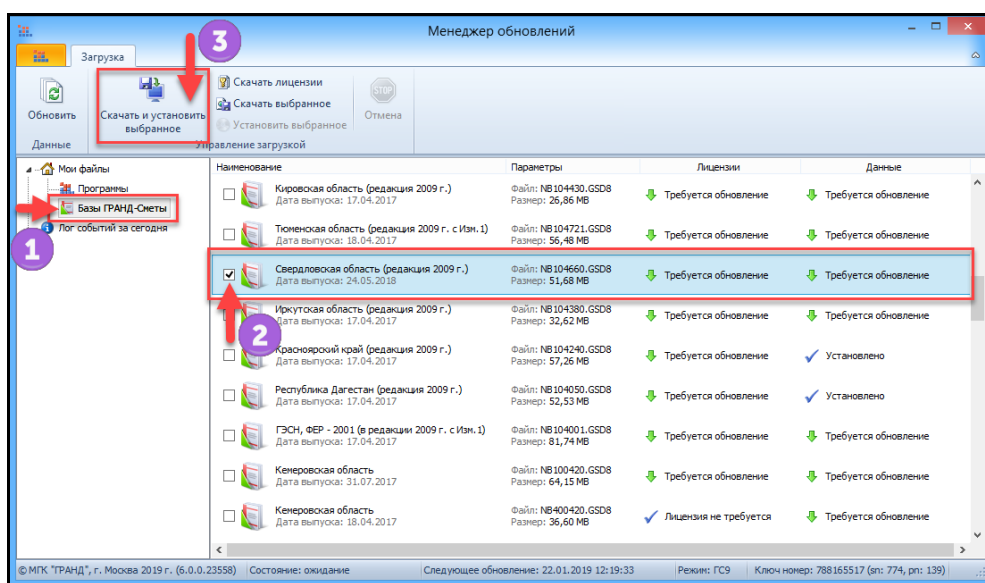 Менеджер обновлений
3
Загрузка
Обновить
Данные
Скачать и установить
выбранное
Скачать лицензии
Скачать выбранное
Установить выбранное
STOP
Отмена
Управление загрузкой
Мои файлы
Программы
Базы ГРАНД-Сметы
Лог событий за сегодня
1
Наименование Параметры Лицензии Данные
Кировская область (редакция 2009 г.) Файл: NB104430.GSD8 Требуется обновление Требуется обновление
Дата выпуска: 17.04.2017 Размер: 26,86 MB
Тюменская область (редакция 2009 г. с Изм.1) Файл: NB104721.GSD8 Требуется обновление Требуется обновление
Дата выпуска: 18.04.2017 Размер: 56,48 MB
Свердловская область (редакция 2009 г.) Файл: NB104660.GSD8 Требуется обновление Требуется обновление
Дата выпуска: 24.05.2018 Размер: 51,68 MB
Иркутская область (редакция 2009 г.) Файл: NB104380.GSD8 Требуется обновление Требуется обновление
Дата выпуска: 17.04.2017 Размер: 32,62 MB
2
Красноярский край (редакция 2009 г.) Файл: NB104240.GSD8 Требуется обновление Установлено
Дата выпуска: 17.04.2017 Размер: 57,26 MB
Республика Дагестан (редакция 2009 г.) Файл: NB104050.GSD8 Требуется обновление Установлено
Дата выпуска: 17.04.2017 Размер: 52,53 MB
ГЭСН, ФЕР - 2001 (в редакции 2009 г. с Изм.1) Файл: NB104001.GSD8 Требуется обновление Требуется обновление
Дата выпуска: 17.04.2017 Размер: 81,74 MB
Кемеровская область Файл: NB100420.GSD8 Требуется обновление Требуется обновление
Дата выпуска: 31.07.2017 Размер: 64,15 MB
Кемеровская область Файл: NB400420.GSD8 Лицензия не требуется Требуется обновление
Дата выпуска: 18.04.2017 Размер: 36,60 MB
© МГК "ГРАНД", г. Москва 2019 г. (6.0.0.23558) Состояние: ожидание Следующее обновление: 22.01.2019 12:19:33 Режим: ГС9 Ключ номер: 788165517 (sn: 774, pn: 139)